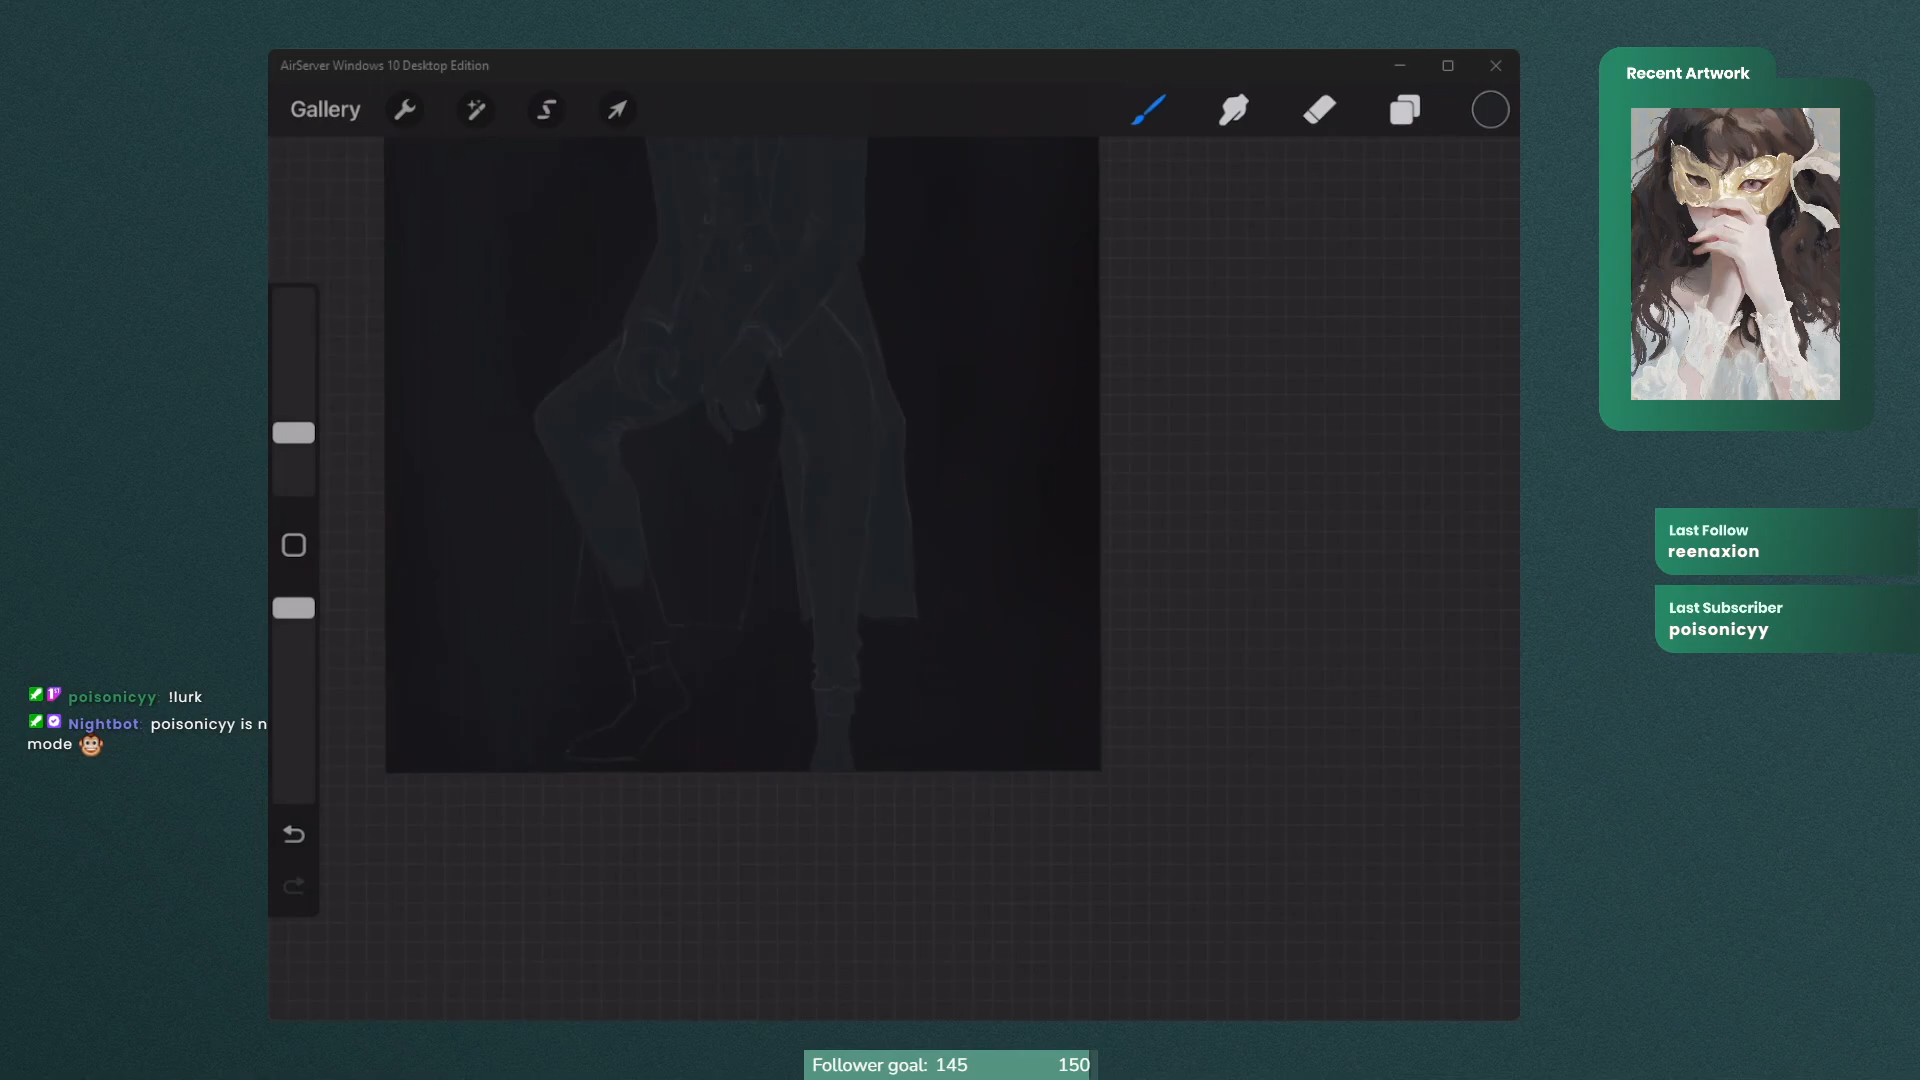 AirServer Windows 10 Desktop Edition
Gallery
Recent Artwork
Last Follow
reenaxion
Last Subscriber
poisonicyy
poisonicyy: !lurk
Nightbot: poisonicyy is n
mode
Follower goal: 145 150